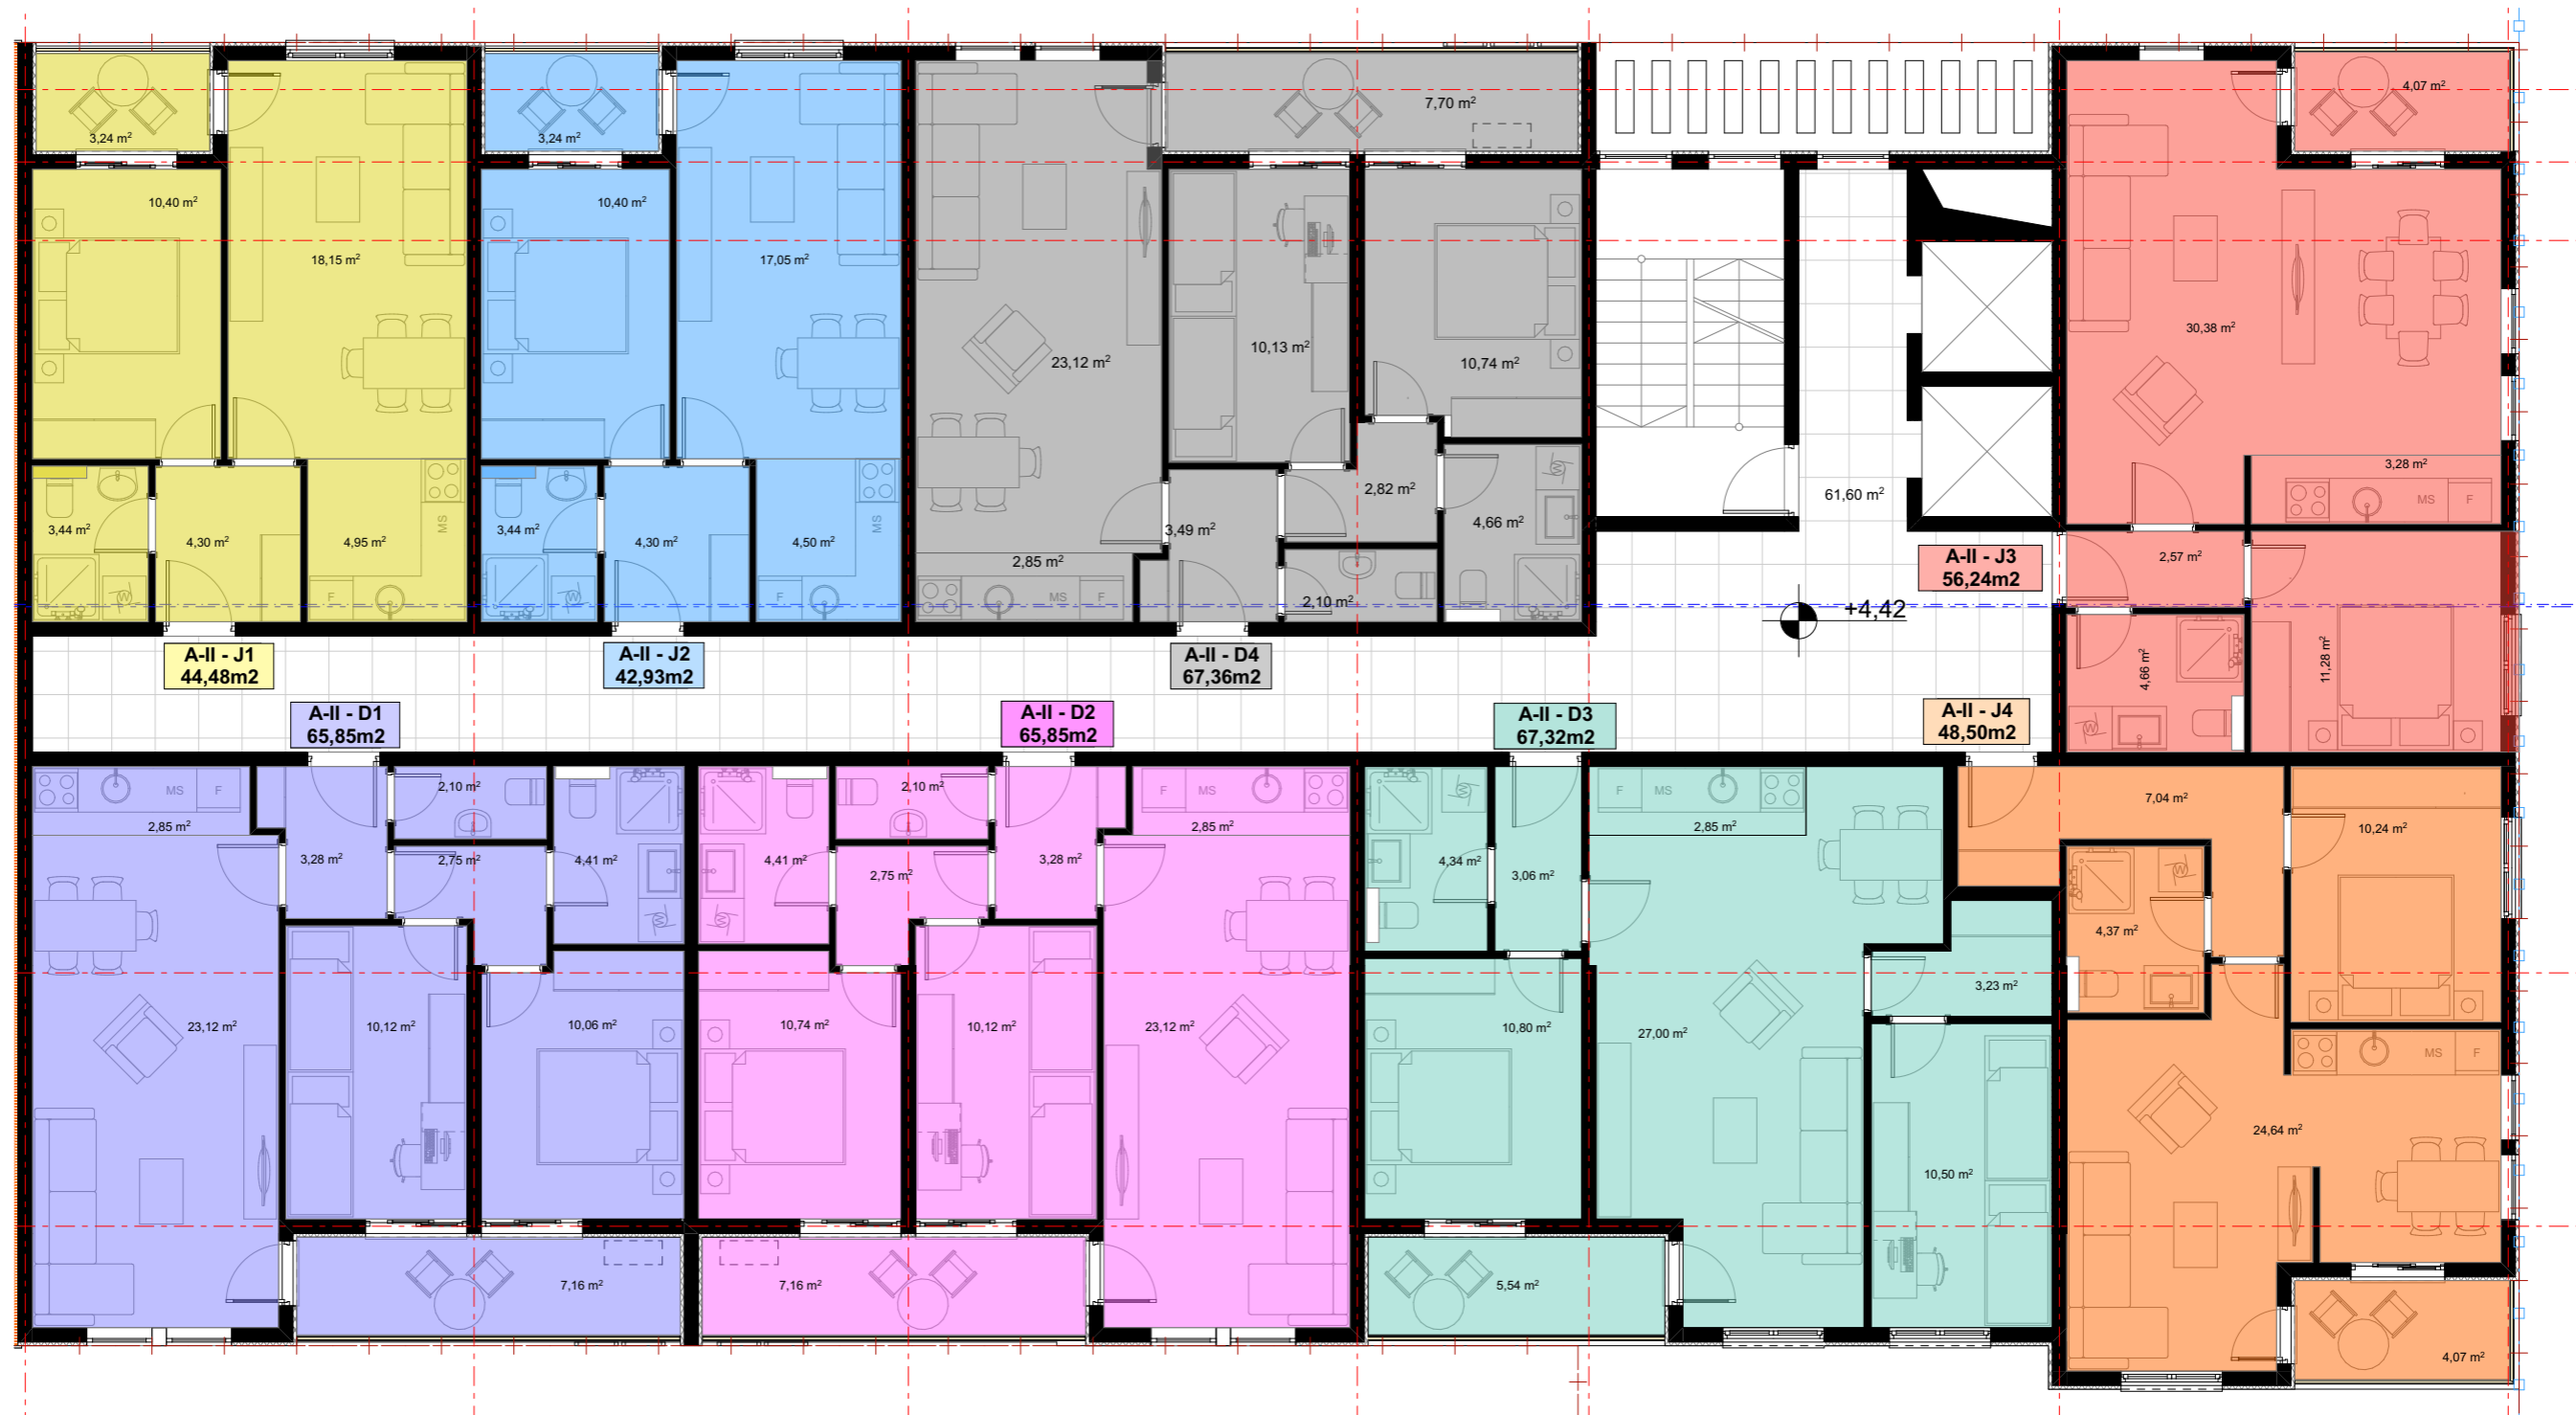 3,24 m²
3,24 m²
7,70 m²
4,07 m²
10,40 m²
10,40 m²
18,15 m²
17,05 m²
23,12 m²
10,13 m²
10,74 m²
30,38 m²
3,28 m²
MS
F
61,60 m²
3,44 m²
4,30 m²
4,95 m²
MS
F
W
3,44 m²
4,30 m²
4,50 m²
MS
F
W
3,49 m²
2,82 m²
4,66 m²
W
2,85 m²
MS
F
2,10 m²
A-II - J3
56,24m2
2,57 m²
+4,42
4,66 m²
11,28 m²
W
A-II - J1
44,48m2
A-II - J2
42,93m2
A-II - D4
67,36m2
A-II - D1
65,85m2
A-II - D2
65,85m2
A-II - D3
67,32m2
A-II - J4
48,50m2
MS
F
2,85 m²
2,10 m²
3,28 m²
2,75 m²
4,41 m²
W
2,10 m²
4,41 m²
2,75 m²
3,28 m²
W
F
MS
2,85 m²
4,34 m²
W
3,06 m²
F
MS
2,85 m²
7,04 m²
10,24 m²
W
4,37 m²
3,23 m²
23,12 m²
10,12 m²
10,06 m²
10,74 m²
10,12 m²
23,12 m²
10,80 m²
27,00 m²
MS
F
24,64 m²
10,50 m²
7,16 m²
7,16 m²
5,54 m²
4,07 m²